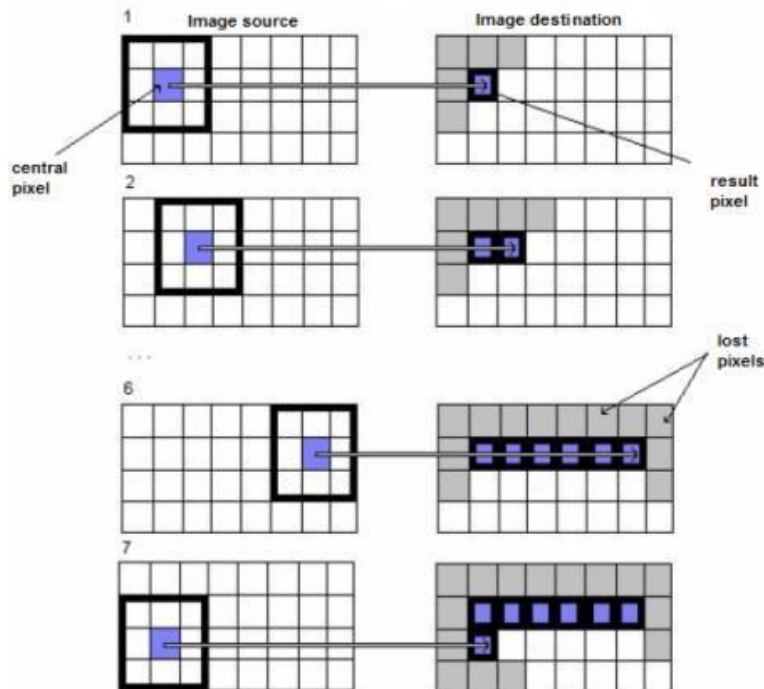 1
Image source
Image destination
central
pixel
result
pixel
2
...
lost
pixels
6
7